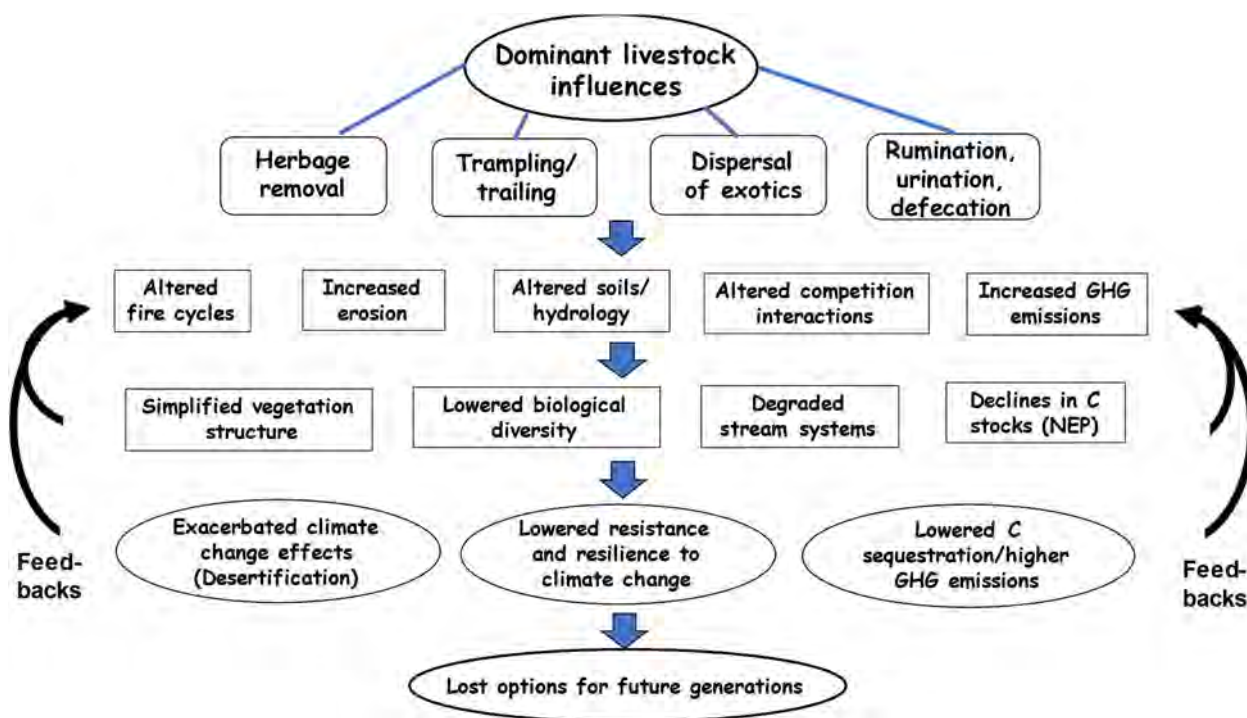 Dominant livestock
influences
Herbage
removal
Trampling/
trailing
Dispersal
of exotics
Rumination,
urination,
defecation
Altered
fire cycles
Increased
erosion
Altered soils/
hydrology
Altered competition
interactions
Increased GHG
emissions
Simplified vegetation
structure
Lowered biological
diversity
Degraded
stream systems
Declines in C
stocks (NEP)
Exacerbated climate
change effects
(Desertification)
Lowered resistance
and resilience to
climate change
Lowered C
sequestration/higher
GHG emissions
Feed-
backs
Feed-
backs
Lost options for future generations